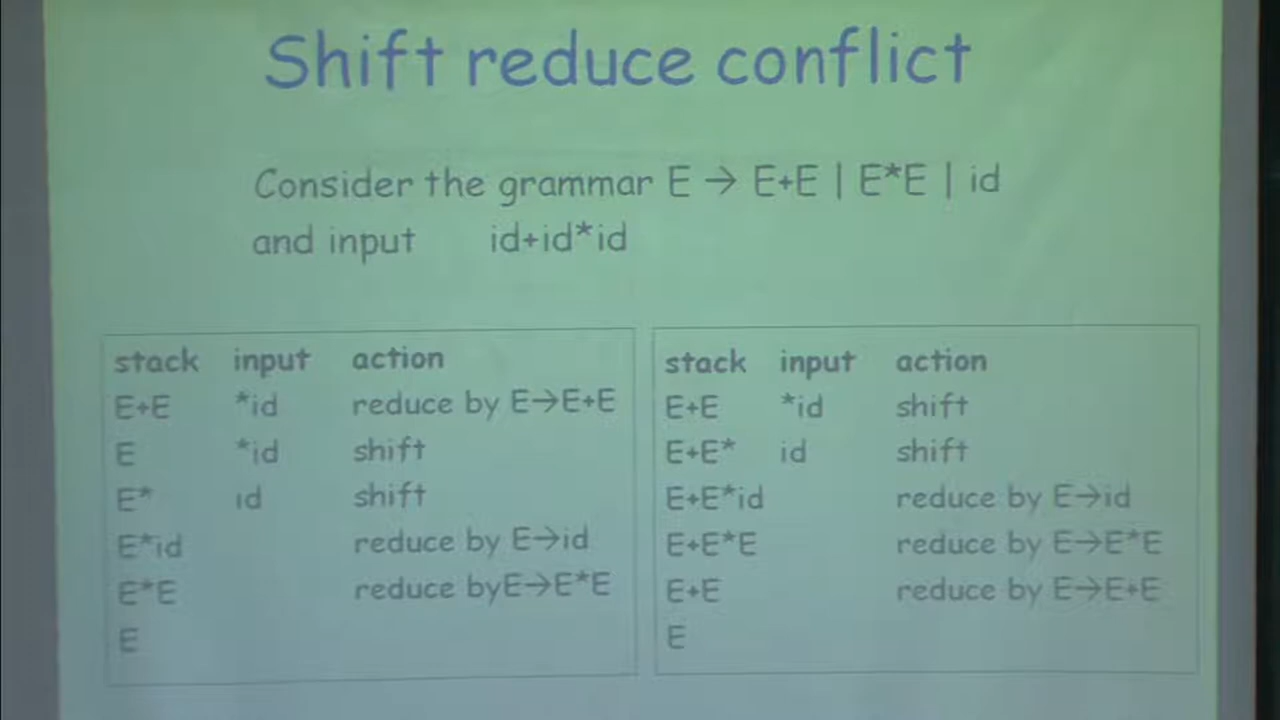 Shift reduce conflict
Consider the grammar E → E+E | E*E | id
and input id+id*id
stack input action
E+E *id reduce by E→E+E
E *id shift
E* id shift
E*id reduce by E→id
E*E reduce byE→E*E
E
stack input action
E+E *id shift
E+E* id shift
E+E*id reduce by E→id
E+E*E reduce by E→E*E
E+E reduce by E→E+E
E